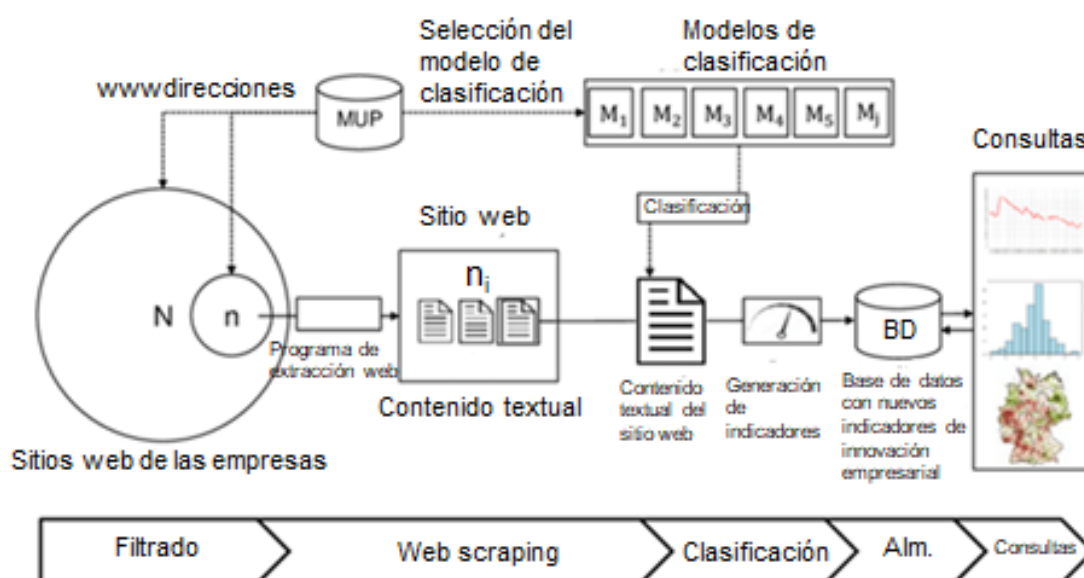 Selección del
modelo de
clasificación
Modelos de
clasificación
www direcciones
MUP
M1 M2 M3 M4 M5 Mj
Consultas
Clasificación
Sitio web
ni
N
n
Programa de
extracción web
Contenido textual
Sitios web de las empresas
Contenido
textual del
sitio web
Generación
de
indicadores
BD
Base de datos
con nuevos
indicadores de
innovación
empresarial
Filtrado
Web scraping
Clasificación
Alm.
Consultas